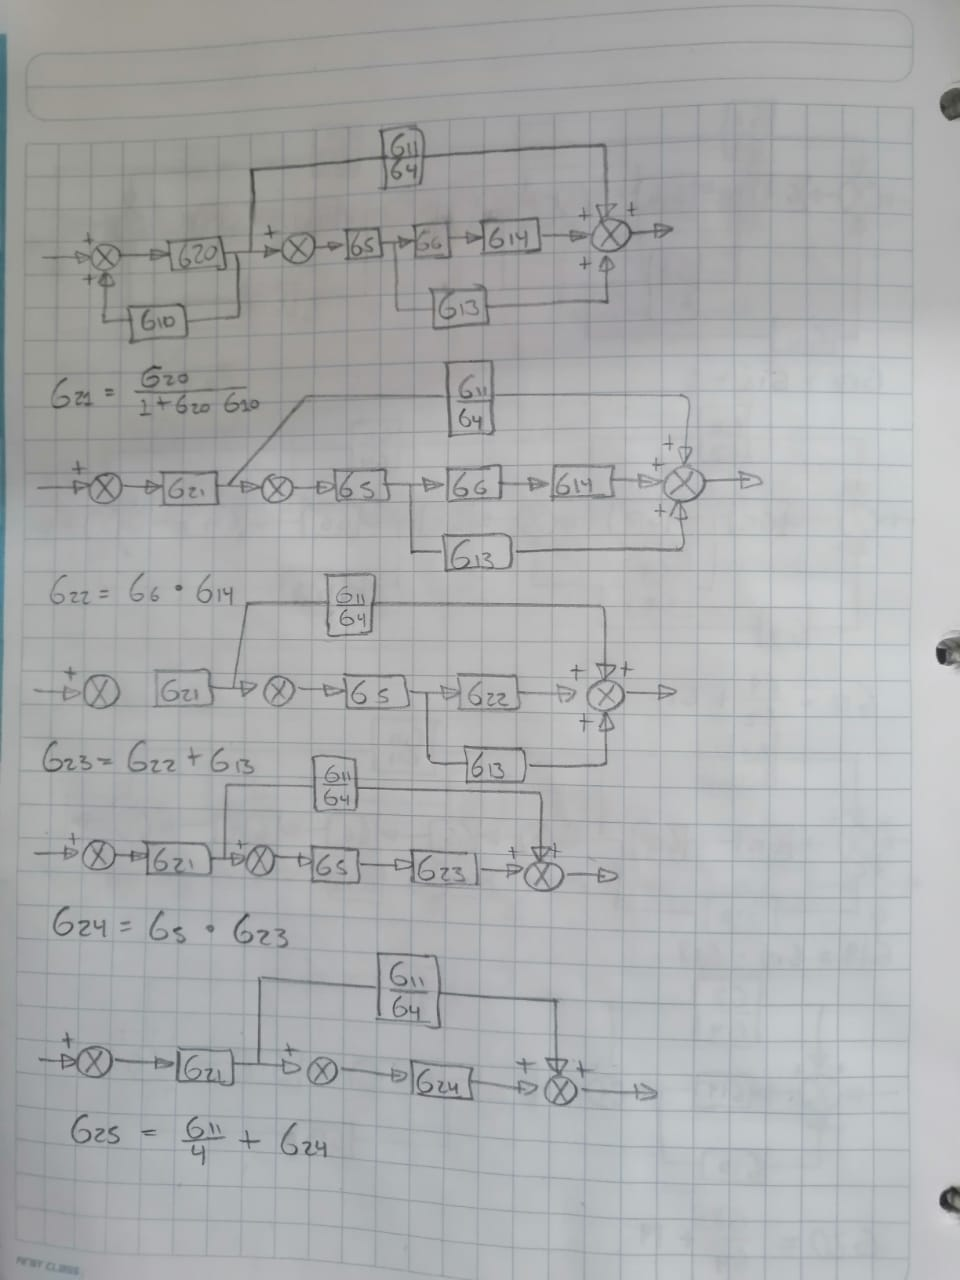 G11
G4
+ + +
+ G20 + G5 G6 G14
+ G10 G13 +
G21 = G20 / 1 + G20 G10
G11
G4
+ +
+ G21 G5 G6 G14
G13 +
G22 = G6 · G14
G11
G4
+ G21 G5 G22 + +
G23 = G22 + G13
G13 +
G11
G4
+ G21 + G5 G23 + +
G24 = G5 · G23
G11
G4
+ G21 + G24 + +
G25 = G11 / 4 + G24